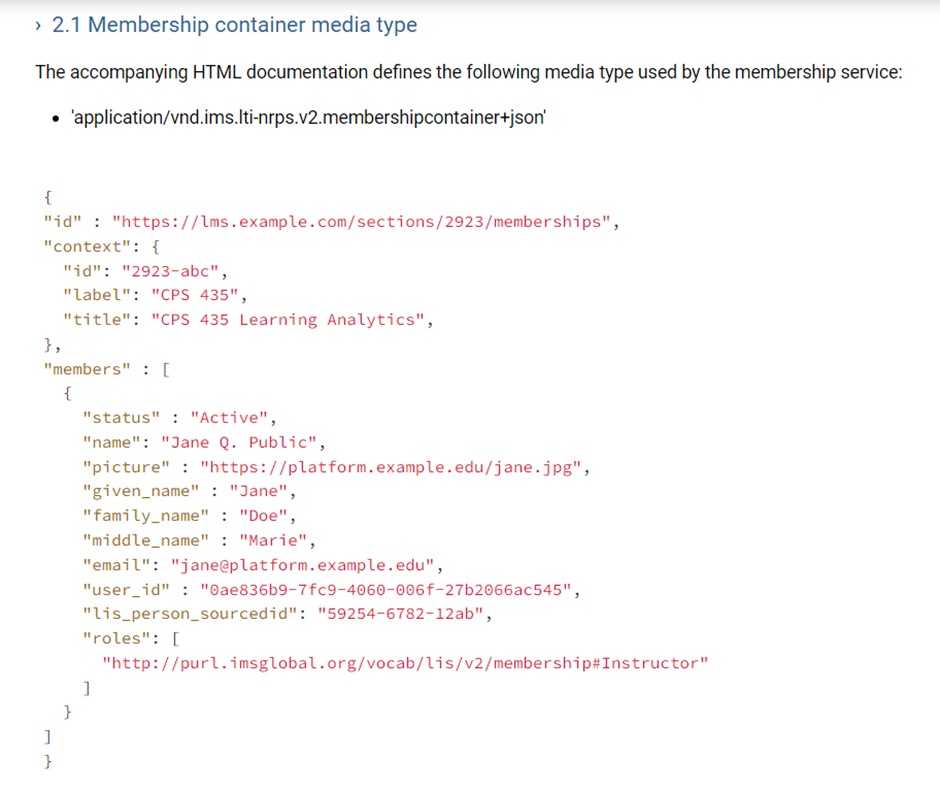 › 2.1 Membership container media type
The accompanying HTML documentation defines the following media type used by the membership service:
• 'application/vnd.ims.lti-nrps.v2.membershipcontainer+json'
{
"id" : "https://lms.example.com/sections/2923/memberships",
"context": {
  "id": "2923-abc",
  "label": "CPS 435",
  "title": "CPS 435 Learning Analytics",
},
"members" : [
  {
    "status" : "Active",
    "name": "Jane Q. Public",
    "picture" : "https://platform.example.edu/jane.jpg",
    "given_name" : "Jane",
    "family_name" : "Doe",
    "middle_name" : "Marie",
    "email": "jane@platform.example.edu",
    "user_id" : "0ae836b9-7fc9-4060-006f-27b2066ac545",
    "lis_person_sourcedid": "59254-6782-12ab",
    "roles": [
      "http://purl.imsglobal.org/vocab/lis/v2/membership#Instructor"
    ]
  }
]
}